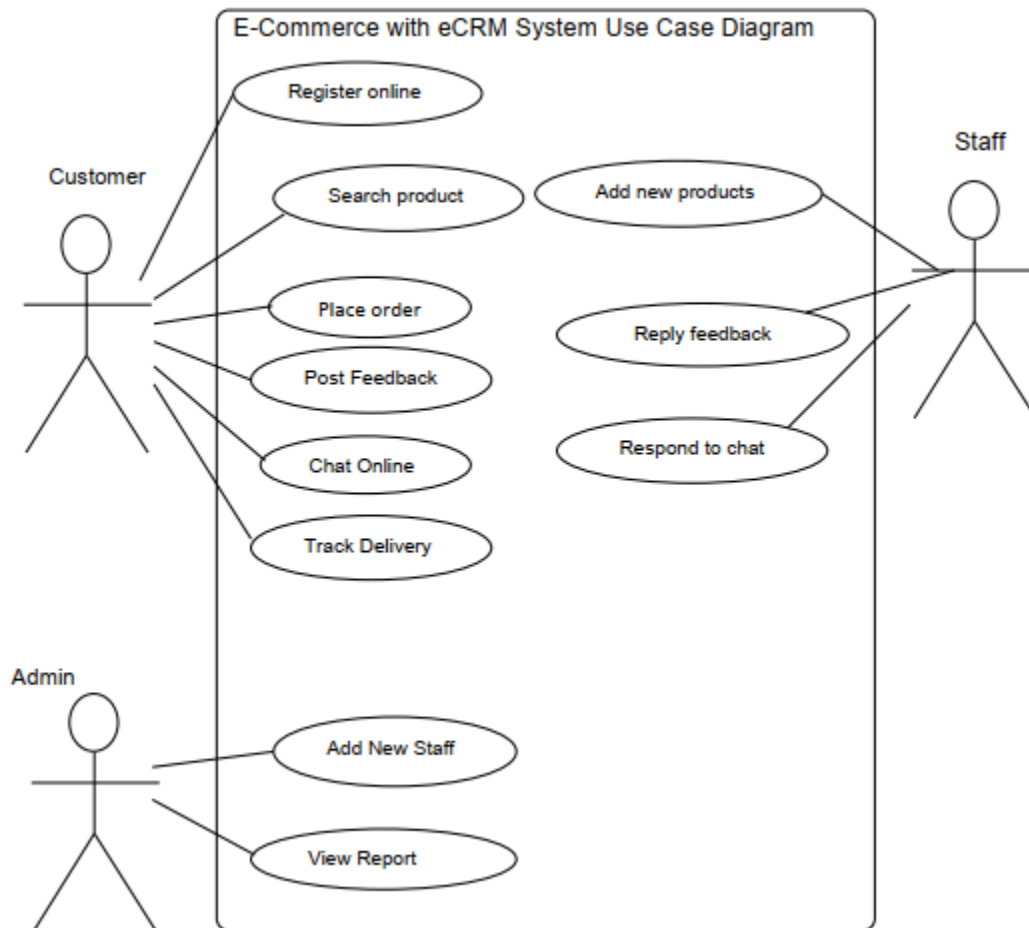 E-Commerce with eCRM System Use Case Diagram
Register online
Customer
Search product
Place order
Post Feedback
Chat Online
Track Delivery
Staff
Add new products
Reply feedback
Respond to chat
Admin
Add New Staff
View Report